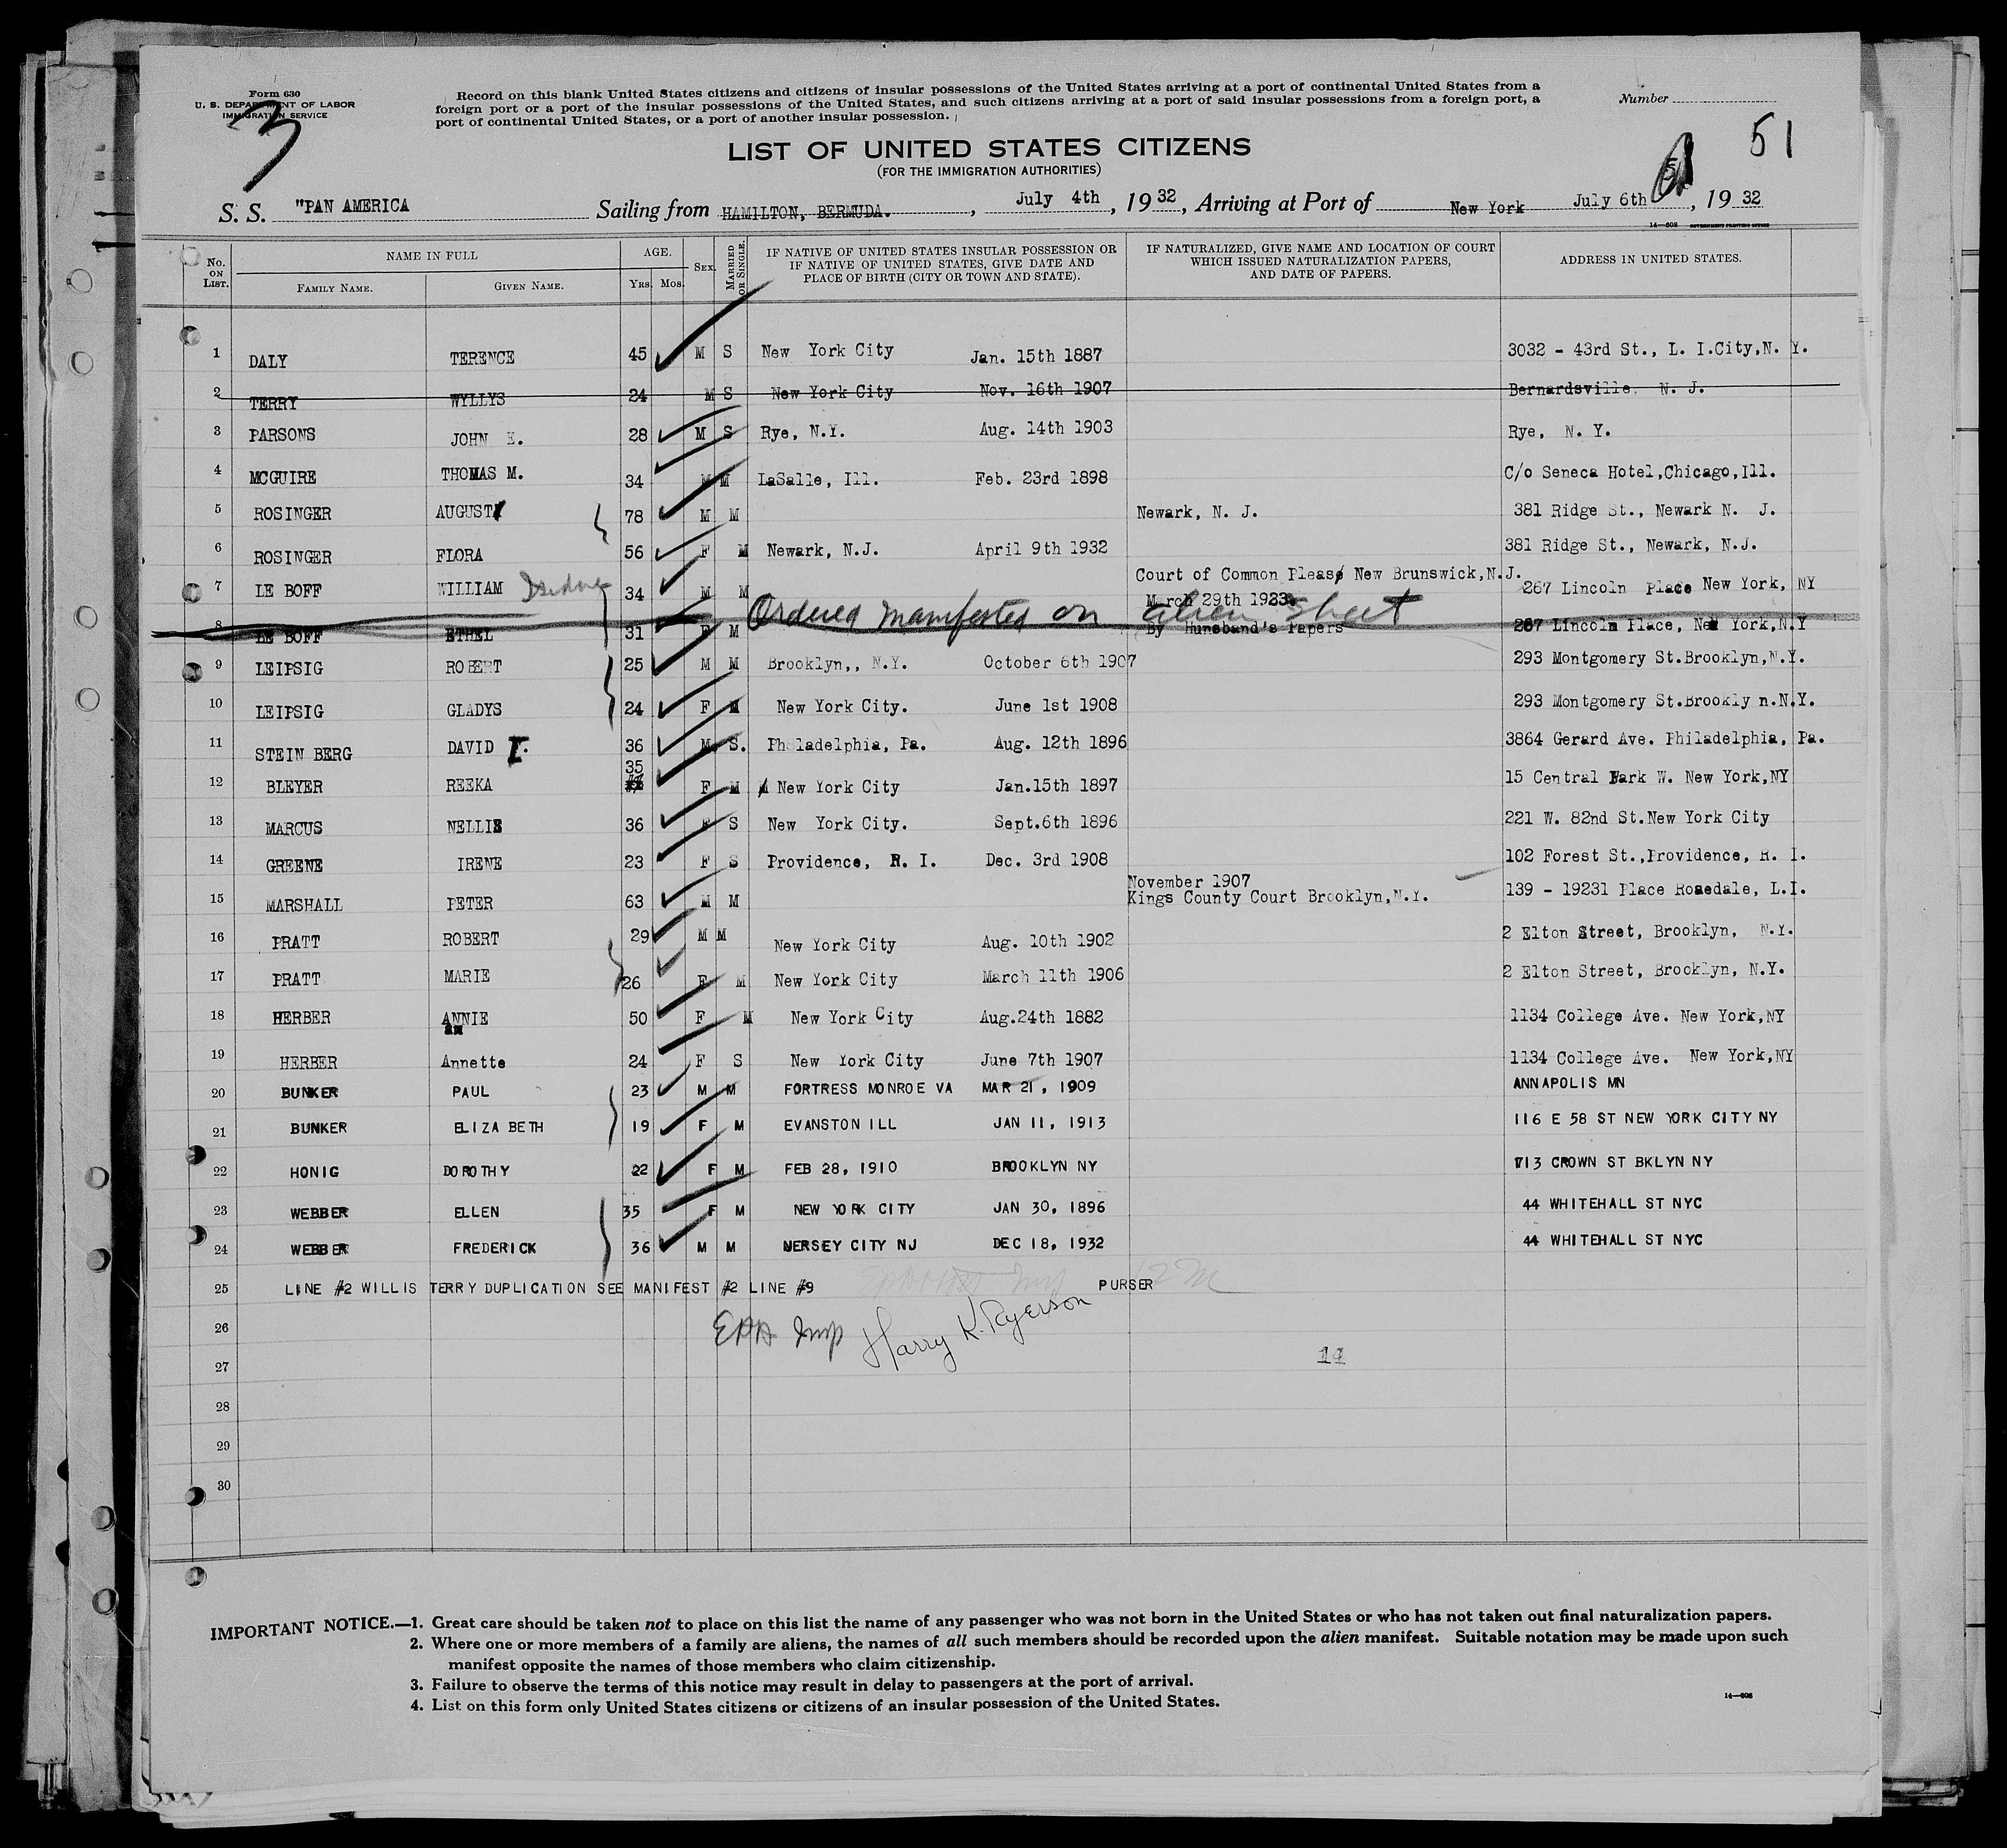 Form 630
U. S. DEPARTMENT OF LABOR
IMMIGRATION SERVICE
3
Record on this blank United States citizens and citizens of insular possessions of the United States arriving at a port of continental United States from a
foreign port or a port of the insular possessions of the United States, and such citizens arriving at a port of said insular possessions from a foreign port, a
port of continental United States, or a port of another insular possession.
Number
51
LIST OF UNITED STATES CITIZENS
(FOR THE IMMIGRATION AUTHORITIES)
S. S. "PAN AMERICA Sailing from HAMILTON, BERMUDA. , July 4th , 19 32 , Arriving at Port of New York July 6th , 19 32
14—608 GOVERNMENT PRINTING OFFICE
No. ON LIST. NAME IN FULL FAMILY NAME. GIVEN NAME. AGE. YRS. MOS. SEX. MARRIED OR SINGLE. IF NATIVE OF UNITED STATES INSULAR POSSESSION OR IF NATIVE OF UNITED STATES, GIVE DATE AND PLACE OF BIRTH (CITY OR TOWN AND STATE). IF NATURALIZED, GIVE NAME AND LOCATION OF COURT WHICH ISSUED NATURALIZATION PAPERS, AND DATE OF PAPERS. ADDRESS IN UNITED STATES.
1 DALY TERENCE 45 M S New York City Jan. 15th 1887 3032 - 43rd St., L. I.City,N. Y.
2 TERRY WYLLYS 24 M S New York City Nov. 16th 1907 Bernardsville. N. J.
3 PARSONS JOHN E. 28 M S Rye, N.Y. Aug. 14th 1903 Rye, N. Y.
4 MCGUIRE THOMAS M. 34 M M LaSalle, Ill. Feb. 23rd 1898 C/o Seneca Hotel,Chicago,Ill.
5 ROSINGER AUGUST 78 M M Newark, N. J. 381 Ridge St., Newark N. J.
6 ROSINGER FLORA 56 F M Newark, N.J. April 9th 1932 381 Ridge St., Newark, N.J.
7 LE BOFF WILLIAM Isidore 34 M M Court of Common Pleas New Brunswick,N.J. March 29th 1923. 267 Lincoln Place New York, NY
8 LE BOFF ETHEL 31 F M Ordered manifested on alien sheet By Huneband's Papers 267 Lincoln Place, New York,N.Y
9 LEIPSIG ROBERT 25 M M Brooklyn,, N.Y. October 6th 1907 293 Montgomery St.Brooklyn,N.Y.
10 LEIPSIG GLADYS 24 F M New York City. June 1st 1908 293 Montgomery St.Brookly n.N.Y.
11 STEIN BERG DAVID I. 36 M S. Philadelphia, Pa. Aug. 12th 1896 3864 Gerard Ave. Philadelphia, Pa.
12 BLEYER REEKA 35 F M New York City Jan.15th 1897 15 Central Park W. New York,NY
13 MARCUS NELLIE 36 F S New York City. Sept.6th 1896 221 W. 82nd St.New York City
14 GREENE IRENE 23 F S Providence, R. I. Dec. 3rd 1908 102 Forest St.,Providence, R. I.
15 MARSHALL PETER 63 M M November 1907 Kings County Court Brooklyn,N.Y. 139 - 19231 Place Rosedale, L.I.
16 PRATT ROBERT 29 M M New York City Aug. 10th 1902 2 Elton Street, Brooklyn, N.Y.
17 PRATT MARIE 26 F M New York City March 11th 1906 2 Elton Street, Brooklyn, N.Y.
18 HERBER ANNIE 50 F M New York City Aug.24th 1882 1134 College Ave. New York,NY
19 HERBER Annette 24 F S New York City June 7th 1907 1134 College Ave. New York,NY
20 BUNKER PAUL 23 M M FORTRESS MONROE VA MAR 21, 1909 ANNAPOLIS MN
21 BUNKER ELIZA BETH 19 F M EVANSTON ILL JAN 11, 1913 116 E 58 ST NEW YORK CITY NY
22 HONIG DOROTHY 22 F M FEB 28, 1910 BROOKLYN NY 713 CROWN ST BKLYN NY
23 WEBBER ELLEN 35 F M NEW YORK CITY JAN 30, 1896 44 WHITEHALL ST NYC
24 WEBBER FREDERICK 36 M M JERSEY CITY NJ DEC 18, 1932 44 WHITEHALL ST NYC
25 LINE #2 WILLIS TERRY DUPLICATION SEE MANIFEST #2 LINE #9 PURSER
26 Harry K. Ryerson
27 14
28
29
30
IMPORTANT NOTICE.—1. Great care should be taken not to place on this list the name of any passenger who was not born in the United States or who has not taken out final naturalization papers.
2. Where one or more members of a family are aliens, the names of all such members should be recorded upon the alien manifest. Suitable notation may be made upon such
manifest opposite the names of those members who claim citizenship.
3. Failure to observe the terms of this notice may result in delay to passengers at the port of arrival.
4. List on this form only United States citizens or citizens of an insular possession of the United States.
14—608